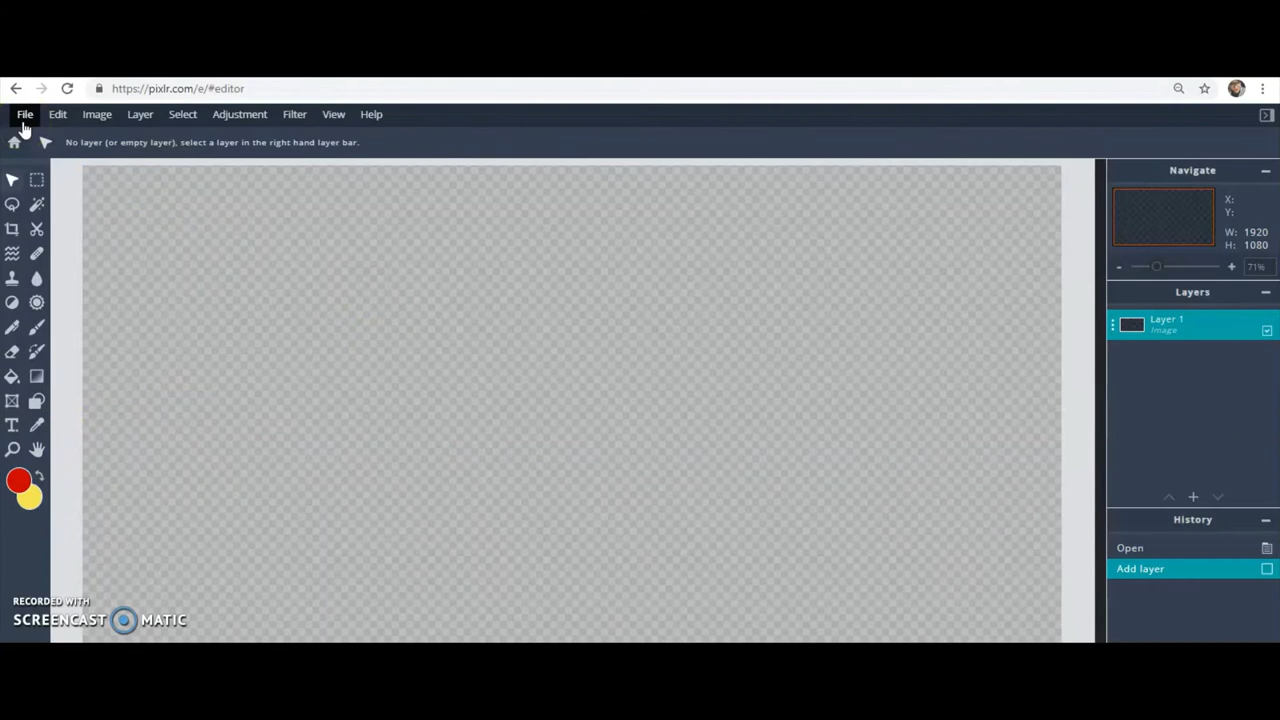 https://pixlr.com/e/#editor
File Edit Image Layer Select Adjustment Filter View Help
No layer (or empty layer), select a layer in the right hand layer bar.
Navigate
X:
Y:
W: 1920
H: 1080
- + 71%
Layers
Layer 1
Image
T
History
Open
Add layer
RECORDED WITH
SCREENCAST MATIC